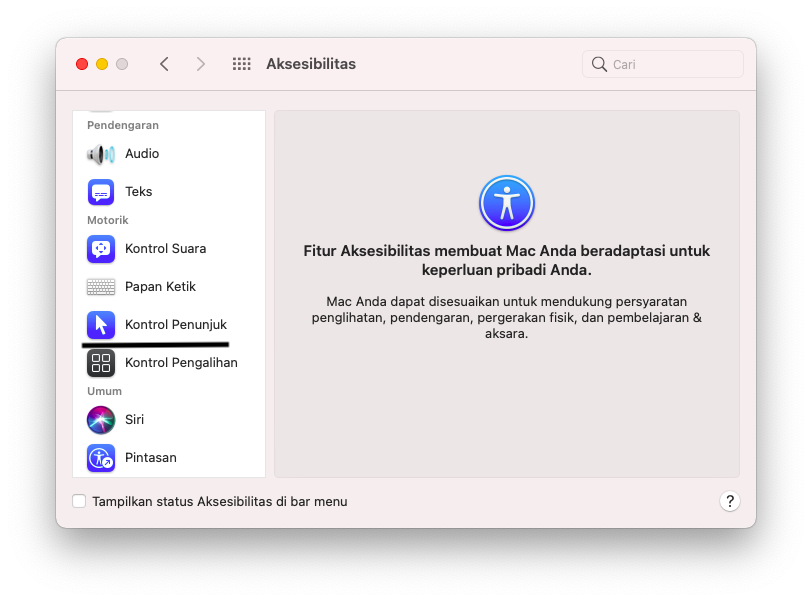 Aksesibilitas
Cari
Pendengaran
Audio
Teks
Motorik
Kontrol Suara
Papan Ketik
Kontrol Penunjuk
Kontrol Pengalihan
Umum
Siri
Pintasan
Fitur Aksesibilitas membuat Mac Anda beradaptasi untuk
keperluan pribadi Anda.
Mac Anda dapat disesuaikan untuk mendukung persyaratan
penglihatan, pendengaran, pergerakan fisik, dan pembelajaran &
aksara.
Tampilkan status Aksesibilitas di bar menu
?